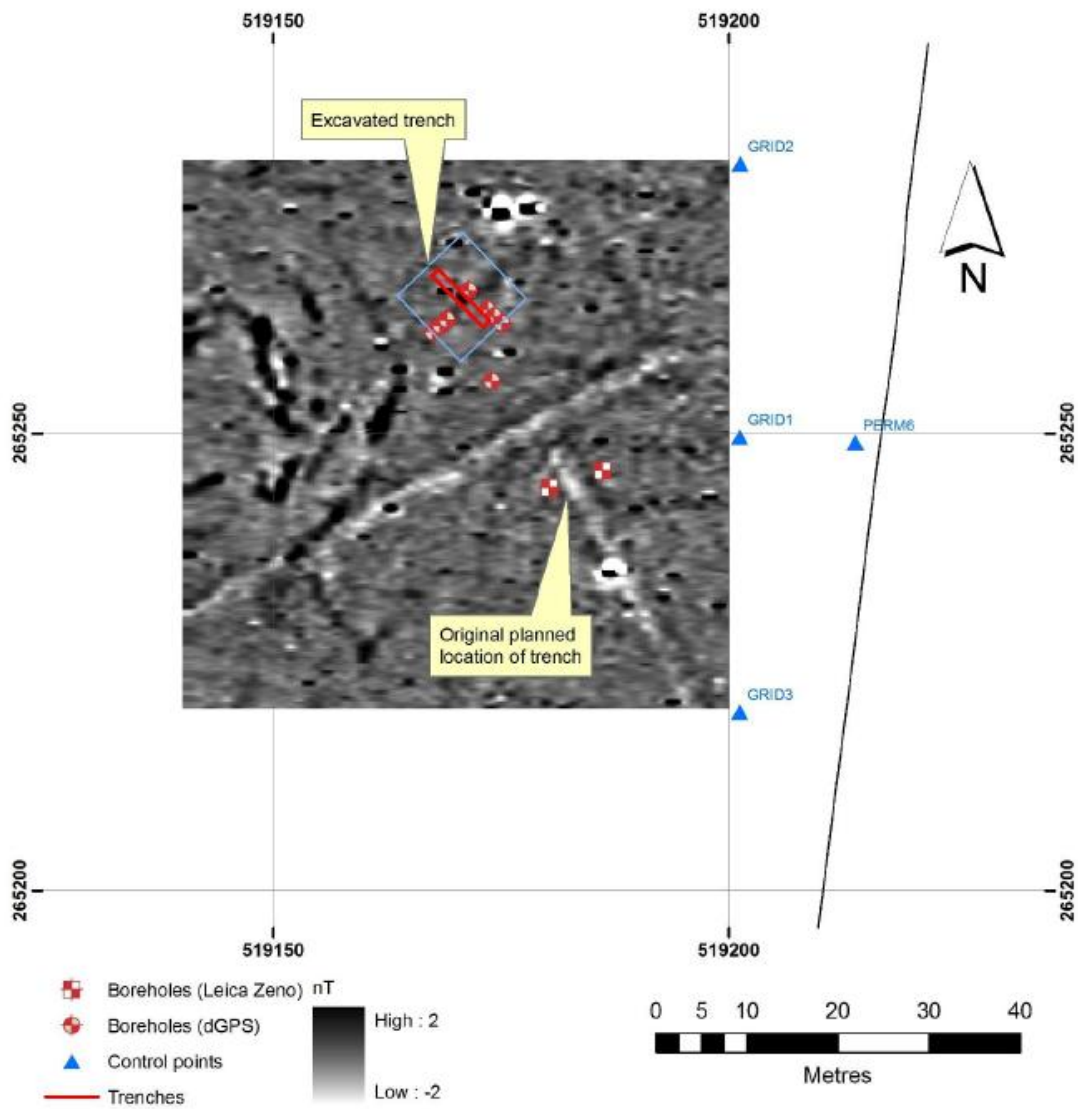 519150
519200
Excavated trench
GRID2
N
265250
GRID1
PERM6
265250
Original planned
location of trench
GRID3
265200
265200
519150
519200
Boreholes (Leica Zeno)
Boreholes (dGPS)
Control points
Trenches
nT
High : 2
Low : -2
0 5 10 20 30 40
Metres